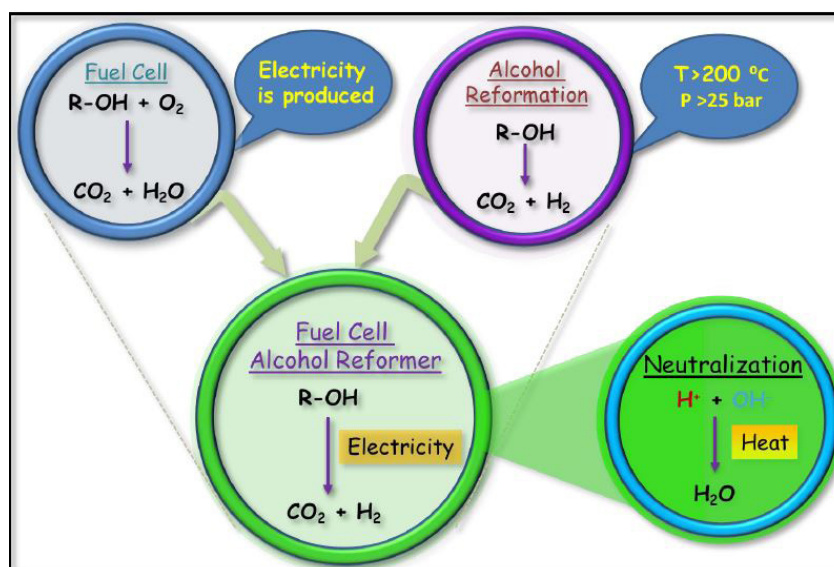 Fuel Cell
R-OH + O₂
CO₂ + H₂O
Electricity
is produced
Alcohol
Reformation
R-OH
CO₂ + H₂
T>200 ⁰C
P >25 bar
Fuel Cell
Alcohol Reformer
R-OH
Electricity
CO₂ + H₂
Neutralization
H⁺ + OH⁻
Heat
H₂O